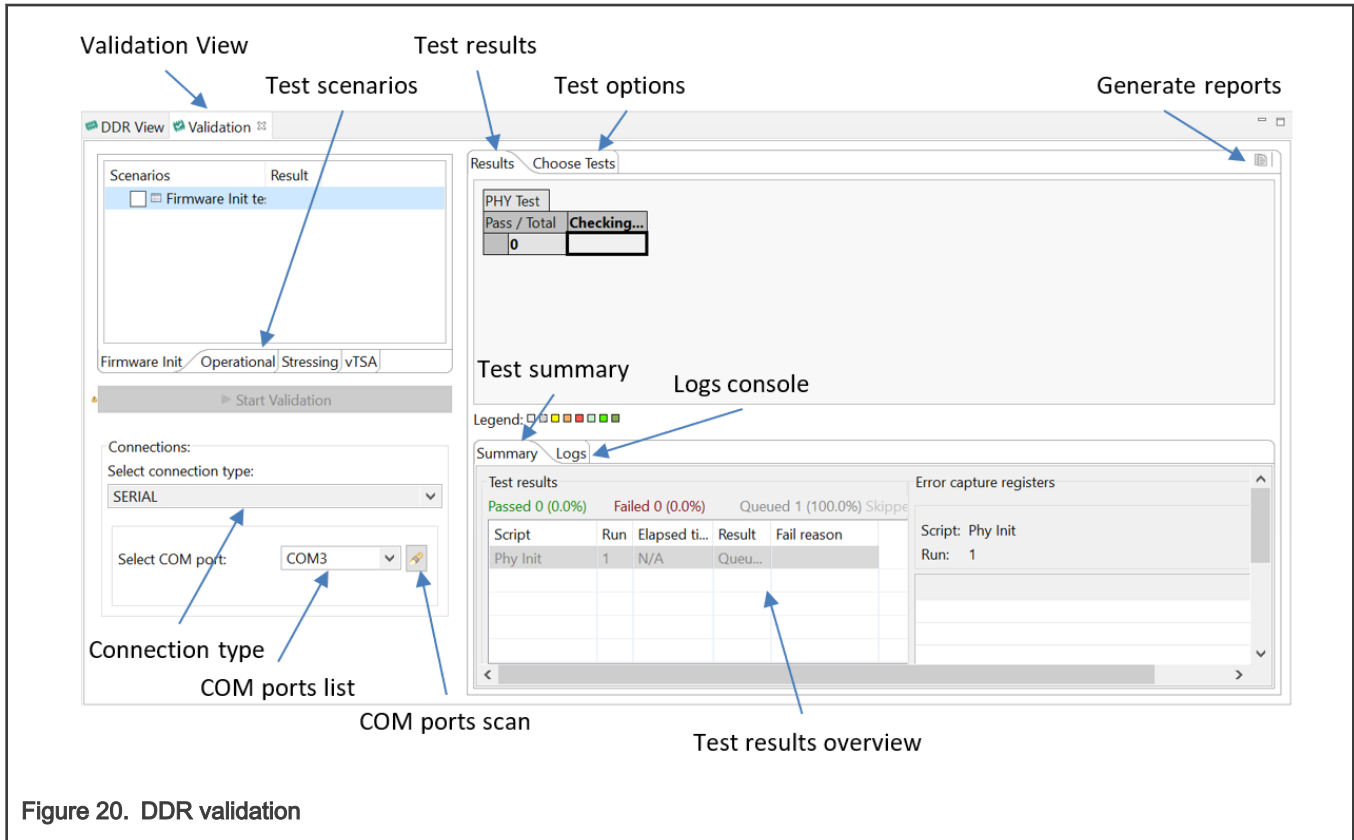 Validation View
Test results
Test scenarios
Test options
Generate reports
DDR View
Validation
Scenarios Result
Firmware Init te
Firmware Init Operational Stressing vTSA
Start Validation
Connections:
Select connection type:
SERIAL
Select COM port: COM3
Connection type
COM ports list
COM ports scan
Results Choose Tests
PHY Test
Pass / Total Checking...
0
Test summary
Logs console
Legend:
Summary Logs
Test results
Passed 0 (0.0%) Failed 0 (0.0%) Queued 1 (100.0%) Skippe
Script Run Elapsed ti... Result Fail reason
Phy Init 1 N/A Queu...
Error capture registers
Script: Phy Init
Run: 1
Test results overview
Figure 20. DDR validation